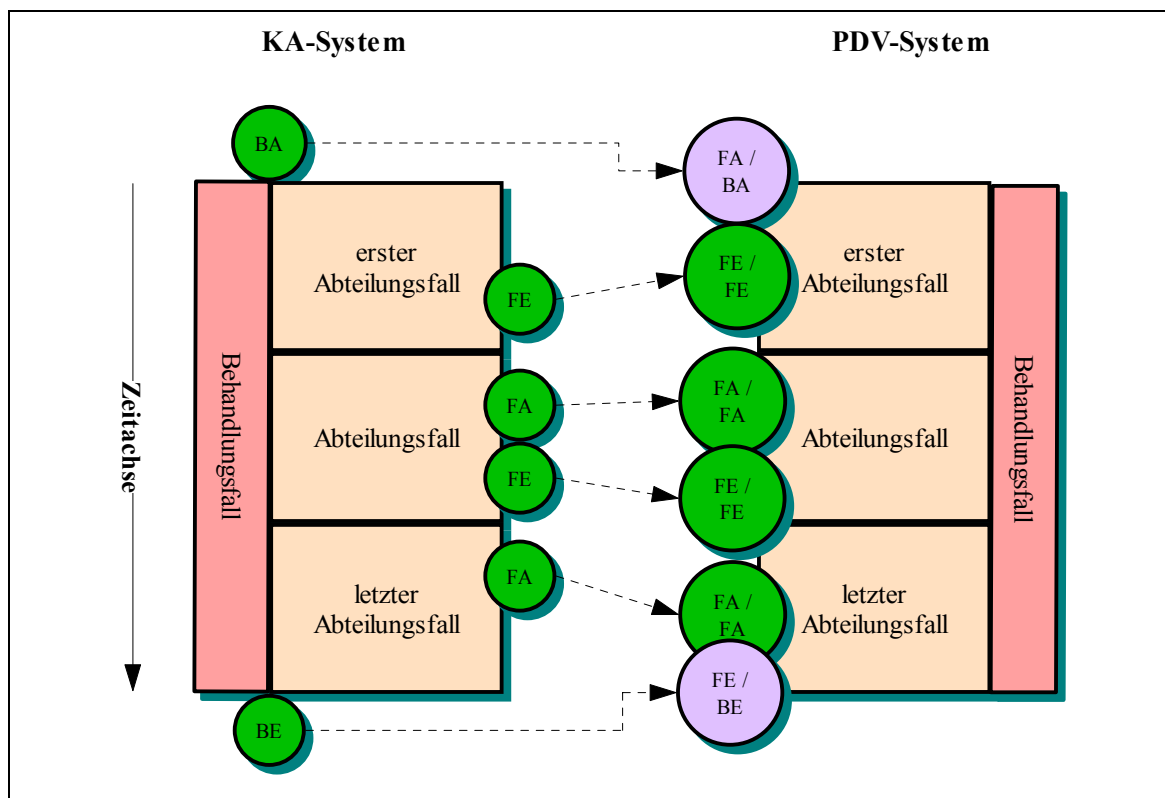 KA-System
PDV-System
BA
FA /
BA
erster
Abteilungsfall
FE
FE /
FE
erster
Abteilungsfall
Zeitachse
Behandlungsfall
Abteilungsfall
FA
FA /
FA
FE
FE /
FE
Abteilungsfall
Behandlungsfall
letzter
Abteilungsfall
FA
FA /
FA
letzter
Abteilungsfall
BE
FE /
BE